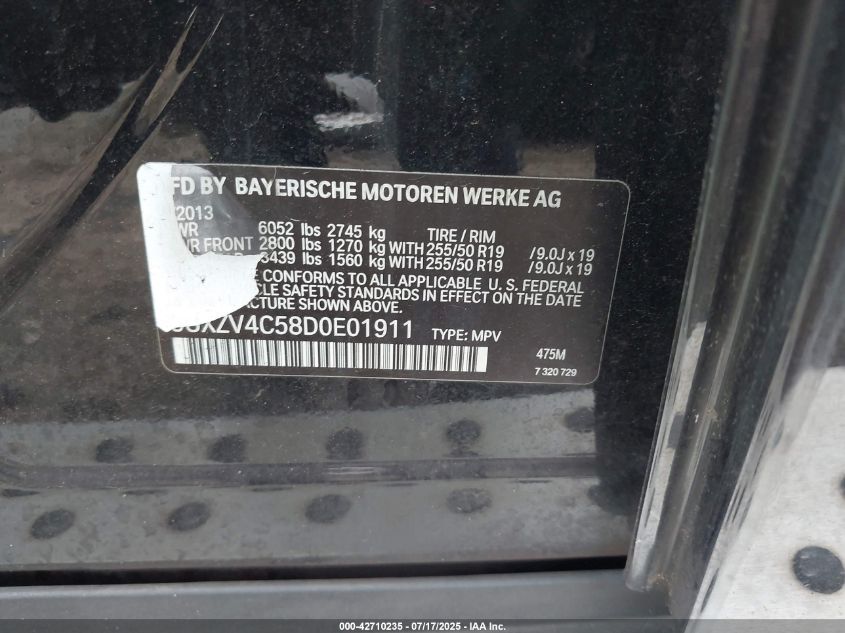 FD BY BAYERISCHE MOTOREN WERKE AG
2013
WR 6052 lbs 2745 kg TIRE / RIM
WR FRONT 2800 lbs 1270 kg WITH 255/50 R19 / 9.0J x 19
3439 lbs 1560 kg WITH 255/50 R19 / 9.0J x 19
E CONFORMS TO ALL APPLICABLE U. S. FEDERAL
CLE SAFETY STANDARDS IN EFFECT ON THE DATE
FACTURE SHOWN ABOVE
XZV4C58D0E01911 TYPE: MPV
475M
7 320 729
000-42710235 - 07/17/2025 - IAA Inc.